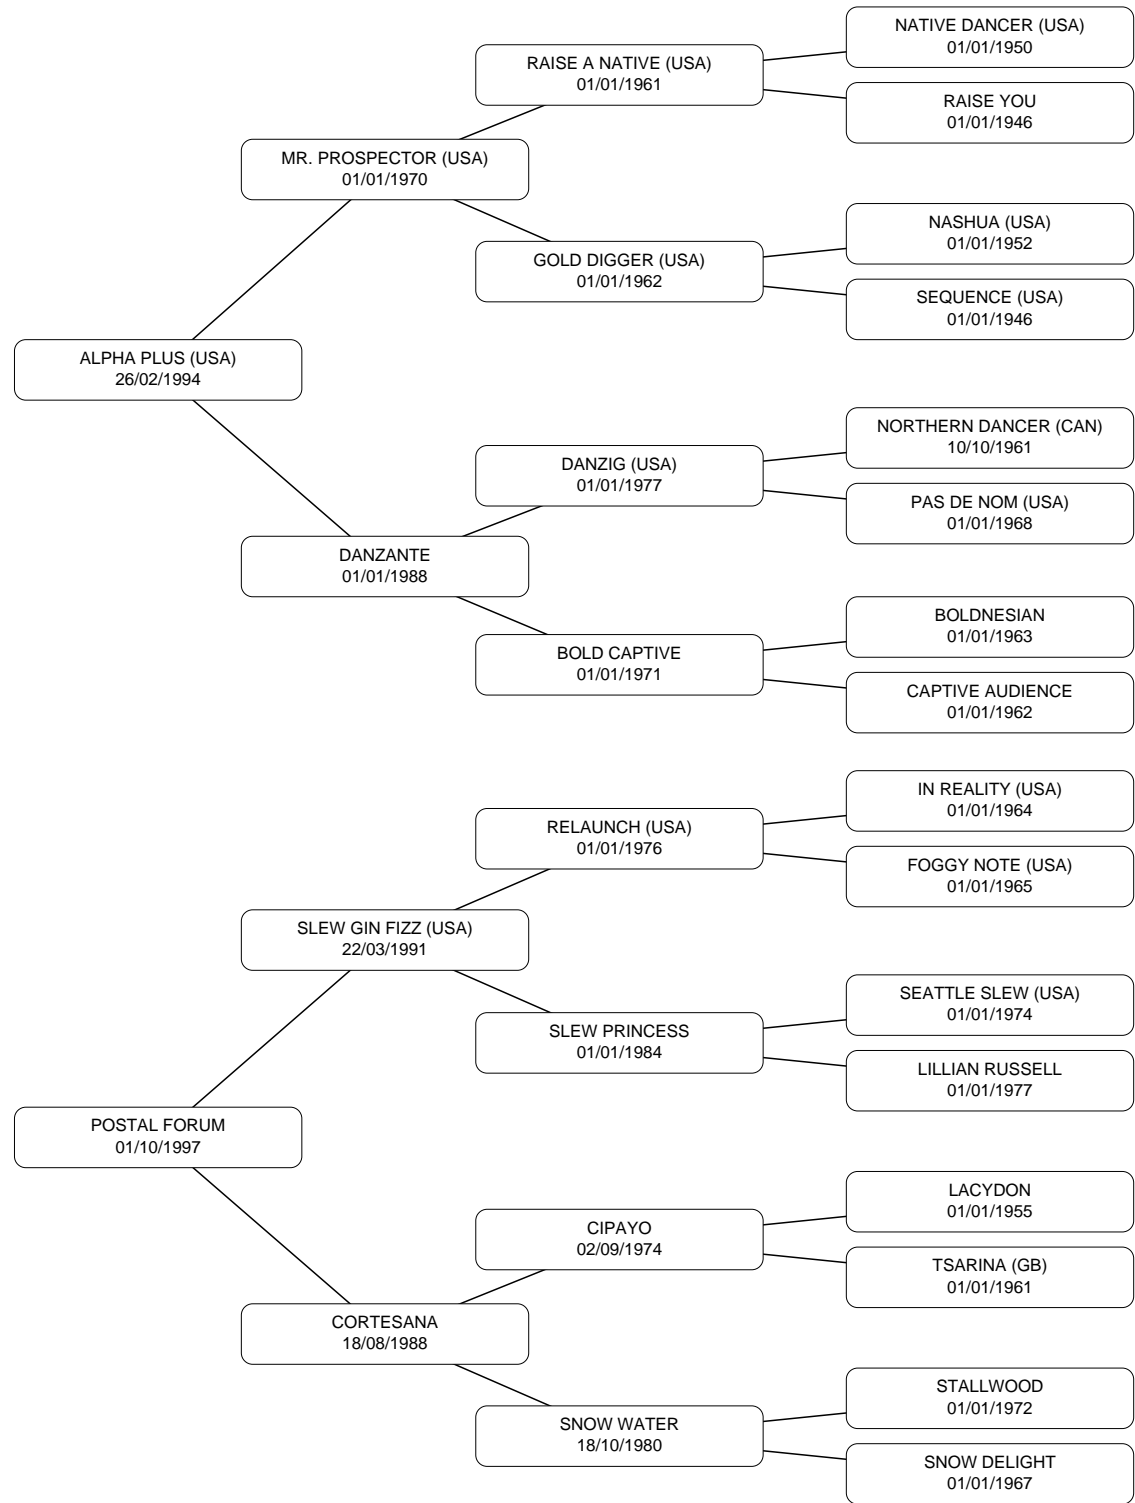 NATIVE DANCER (USA)
01/01/1950
RAISE A NATIVE (USA)
01/01/1961
RAISE YOU
01/01/1946
MR. PROSPECTOR (USA)
01/01/1970
NASHUA (USA)
01/01/1952
GOLD DIGGER (USA)
01/01/1962
SEQUENCE (USA)
01/01/1946
ALPHA PLUS (USA)
26/02/1994
NORTHERN DANCER (CAN)
10/10/1961
DANZIG (USA)
01/01/1977
PAS DE NOM (USA)
01/01/1968
DANZANTE
01/01/1988
BOLDNESIAN
01/01/1963
BOLD CAPTIVE
01/01/1971
CAPTIVE AUDIENCE
01/01/1962
IN REALITY (USA)
01/01/1964
RELAUNCH (USA)
01/01/1976
FOGGY NOTE (USA)
01/01/1965
SLEW GIN FIZZ (USA)
22/03/1991
SEATTLE SLEW (USA)
01/01/1974
SLEW PRINCESS
01/01/1984
LILLIAN RUSSELL
01/01/1977
POSTAL FORUM
01/10/1997
LACYDON
01/01/1955
CIPAYO
02/09/1974
TSARINA (GB)
01/01/1961
CORTESANA
18/08/1988
STALLWOOD
01/01/1972
SNOW WATER
18/10/1980
SNOW DELIGHT
01/01/1967